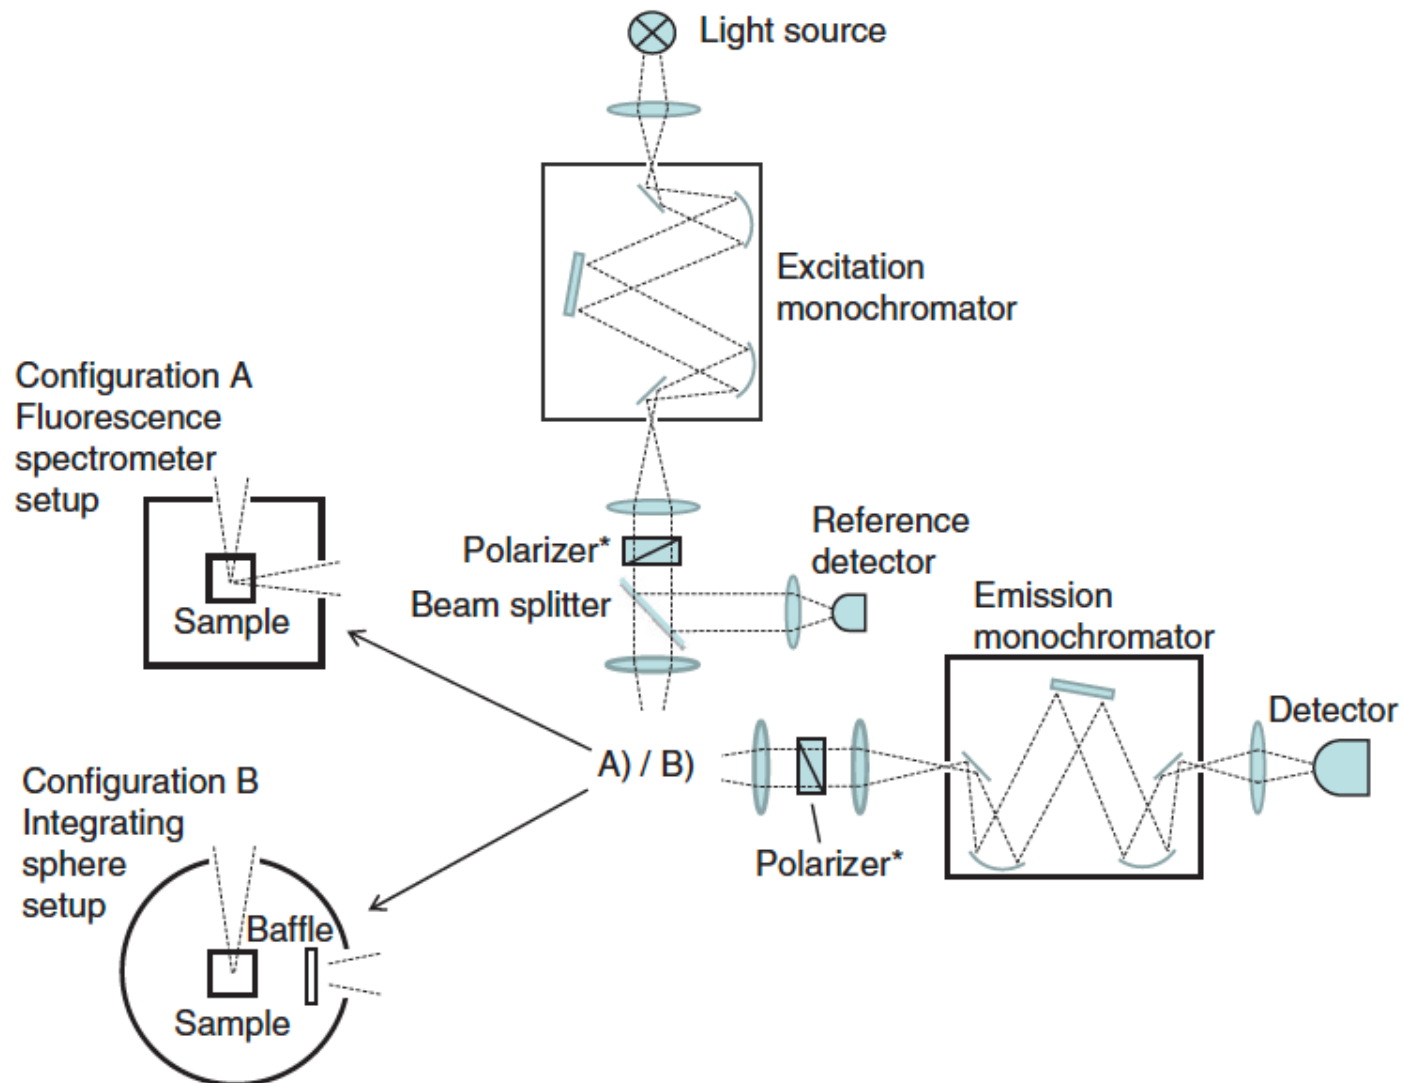 Light source
Excitation
monochromator
Configuration A
Fluorescence
spectrometer
setup
Sample
Polarizer*
Beam splitter
Reference
detector
Emission
monochromator
Detector
A) / B)
Polarizer*
Configuration B
Integrating
sphere
setup
Baffle
Sample